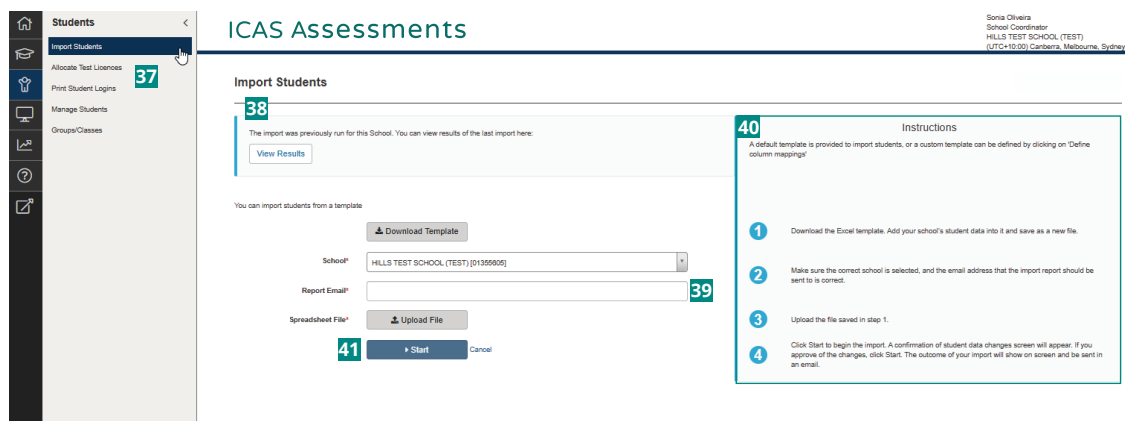 Students
Import Students
Allocate Test Licences
37
Print Student Logins
Manage Students
Groups/Classes
ICAS Assessments
Sonia Oliveira
School Coordinator
HILLS TEST SCHOOL (TEST)
(UTC+10:00) Canberra, Melbourne, Sydney
Import Students
38
The import was previously run for this School. You can view results of the last import here:
View Results
You can import students from a template
Download Template
School*
HILLS TEST SCHOOL (TEST) [01355605]
Report Email*
39
Spreadsheet File*
Upload File
41
Start
Cancel
40
Instructions
A default template is provided to import students, or a custom template can be defined by clicking on 'Define
column mappings'
1
Download the Excel template. Add your school's student data into it and save as a new file.
2
Make sure the correct school is selected, and the email address that the import report should be
sent to is correct.
3
Upload the file saved in step 1.
4
Click Start to begin the import. A confirmation of student data changes screen will appear. If you
approve of the changes, click Start. The outcome of your import will show on screen and be sent in
an email.